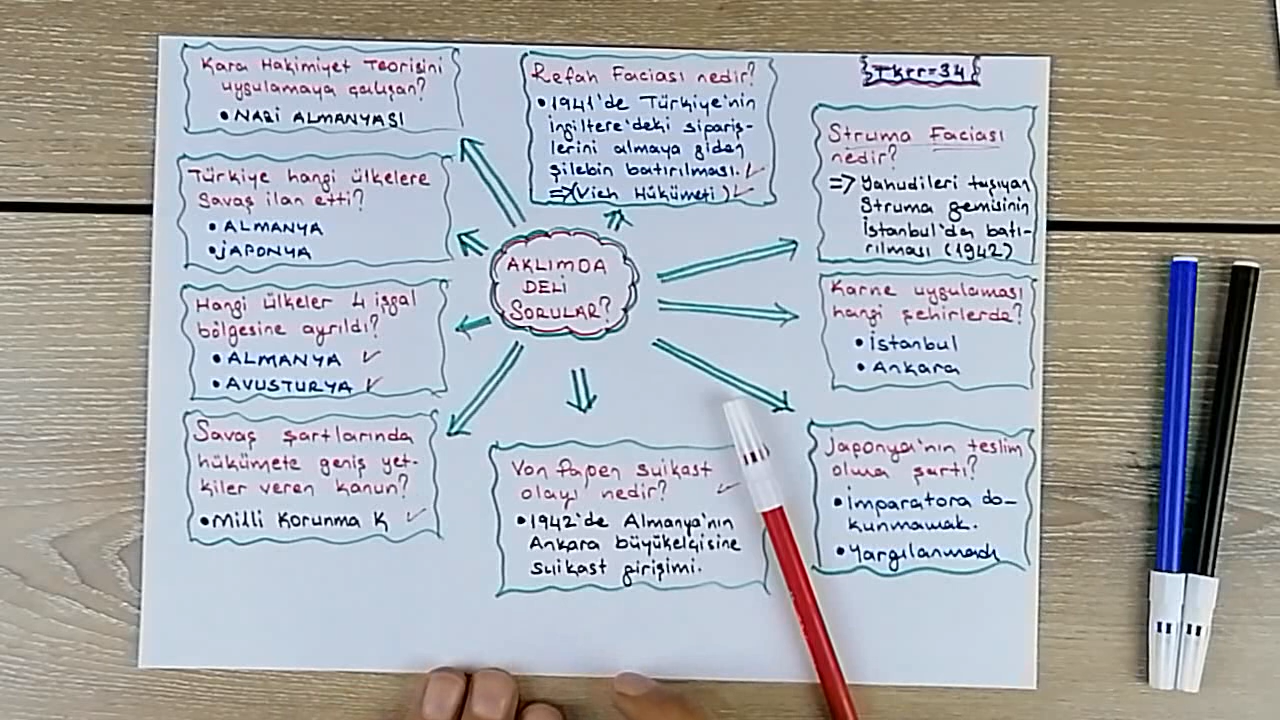 Kara Hakimiyet Teorisini
uygulamaya çalışan?
• NAZİ ALMANYASI
Türkiye hangi ülkelere
Savaş ilan etti?
• ALMANYA
• JAPONYA
Hangi ülkeler 4 işgal
bölgesine ayrıldı?
• ALMANYA ✓
• AVUSTURYA ✓
Savaş şartlarında
hükümete geniş yet-
kiler veren kanun?
• Milli Korunma K ✓
Refah Faciası nedir?
• 1941'de Türkiye'nin
İngiltere'deki sipariş-
lerini almaya giden
şilebin batırılması. ✓
⇒ (Vich Hükümeti) ✓
AKLIMDA
DELİ
SORULAR?
Von Papen suikast
olayı nedir? ✓
• 1942'de Almanya'nın
Ankara büyükelçisine
suikast girişimi.
Tkrr=34
Struma Faciası
nedir?
⇒ Yahudileri taşıyan
Struma gemisinin
İstanbul'da batı-
rılması (1942)
Karne uygulaması
hangi şehirlerde?
• İstanbul
• Ankara
Japonya'nın teslim
olma şartı?
• İmparatora do-
kunmamak.
• Yargılanmadı